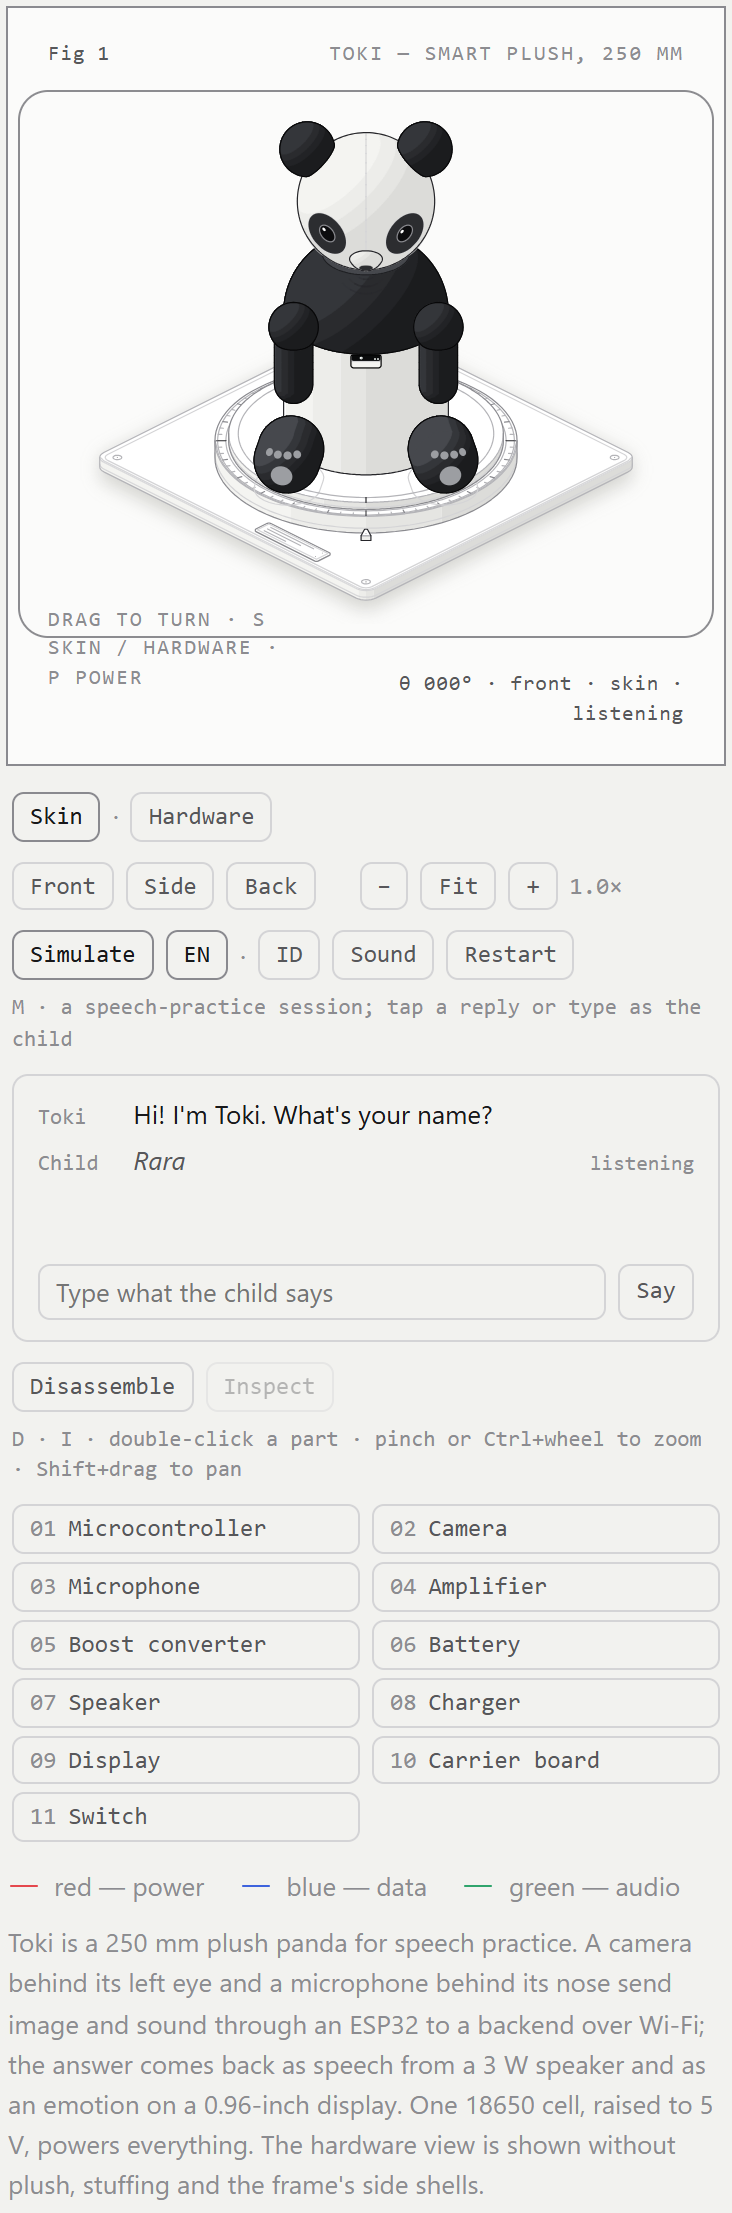 Fig 1
TOKI — SMART PLUSH, 250 MM
DRAG TO TURN · S
SKIN / HARDWARE ·
P POWER
θ 000° · front · skin ·
listening
Skin · Hardware
Front Side Back − Fit + 1.0×
Simulate EN · ID Sound Restart
M · a speech-practice session; tap a reply or type as the
child
Toki Hi! I'm Toki. What's your name?
Child Rara listening
Type what the child says Say
Disassemble Inspect
D · I · double-click a part · pinch or Ctrl+wheel to zoom
· Shift+drag to pan
01 Microcontroller 02 Camera
03 Microphone 04 Amplifier
05 Boost converter 06 Battery
07 Speaker 08 Charger
09 Display 10 Carrier board
11 Switch
red — power blue — data green — audio
Toki is a 250 mm plush panda for speech practice. A camera
behind its left eye and a microphone behind its nose send
image and sound through an ESP32 to a backend over Wi-Fi;
the answer comes back as speech from a 3 W speaker and as
an emotion on a 0.96-inch display. One 18650 cell, raised to 5
V, powers everything. The hardware view is shown without
plush, stuffing and the frame's side shells.